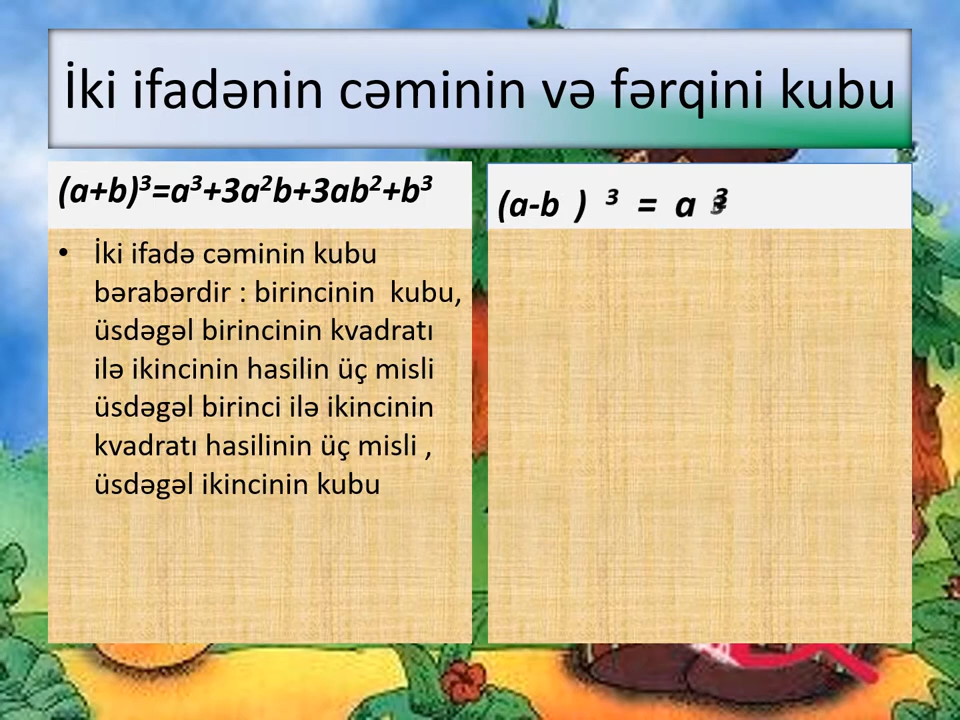 İki ifadənin cəminin və fərqini kubu
(a+b)³=a³+3a²b+3ab²+b³
• İki ifadə cəminin kubu
bərabərdir : birincinin kubu,
üsdəgəl birincinin kvadratı
ilə ikincinin hasilin üç misli
üsdəgəl birinci ilə ikincinin
kvadratı hasilinin üç misli ,
üsdəgəl ikincinin kubu
(a-b ) ³ = a